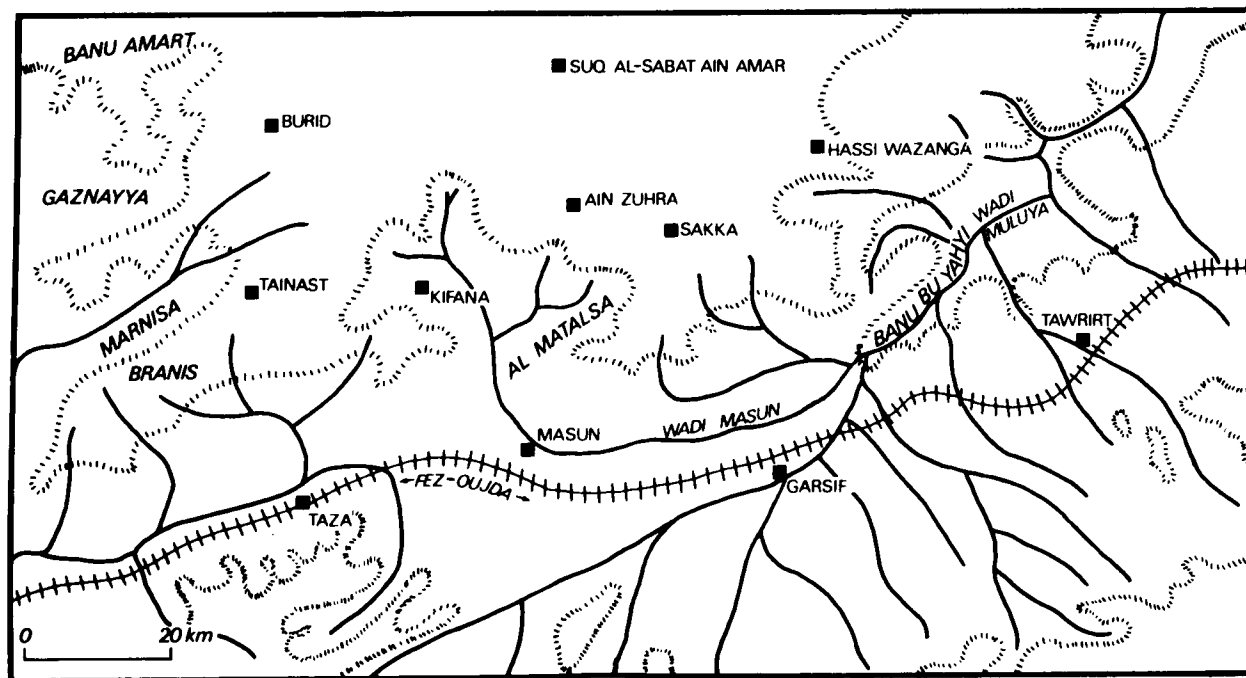 BANU AMART
SUQ AL-SABAT AIN AMAR
BURID
HASSI WAZANGA
GAZNAYYA
AIN ZUHRA
SAKKA
WADI
MULUYA
BANU BU YAHYI
TAINAST
KIFANA
MARNISA
AL MATALSA
TAWRIRT
BRANIS
WADI MASUN
MASUN
←FEZ-OUJDA→
GARSIF
TAZA
0 20 km